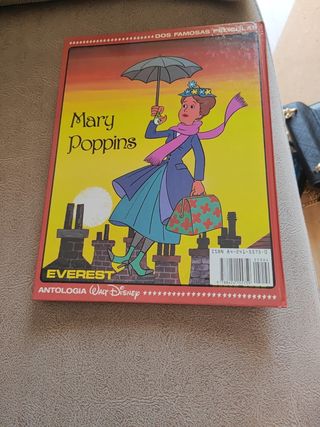 DOS FAMOSAS PELICULAS
Mary
Poppins
EVEREST
ANTOLOGIA Walt Disney